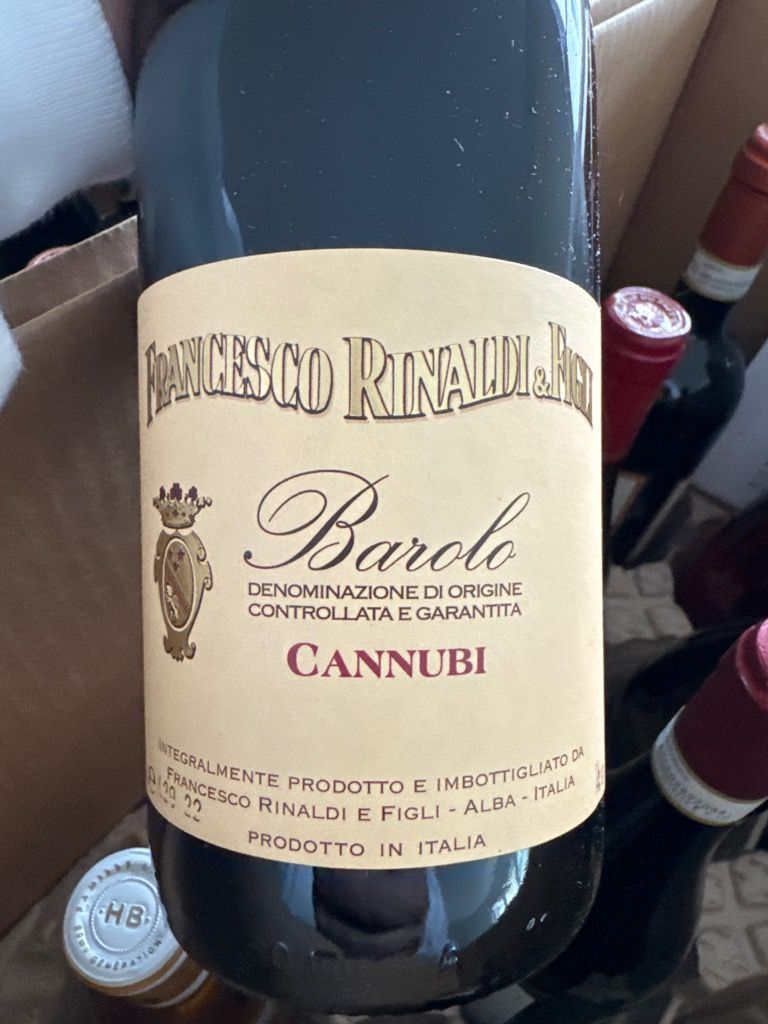 FRANCESCO RINALDI & FIGLI
Barolo
DENOMINAZIONE DI ORIGINE
CONTROLLATA E GARANTITA
CANNUBI
INTEGRALMENTE PRODOTTO E IMBOTTIGLIATO DA
FRANCESCO RINALDI E FIGLI - ALBA - ITALIA
PRODOTTO IN ITALIA
HB